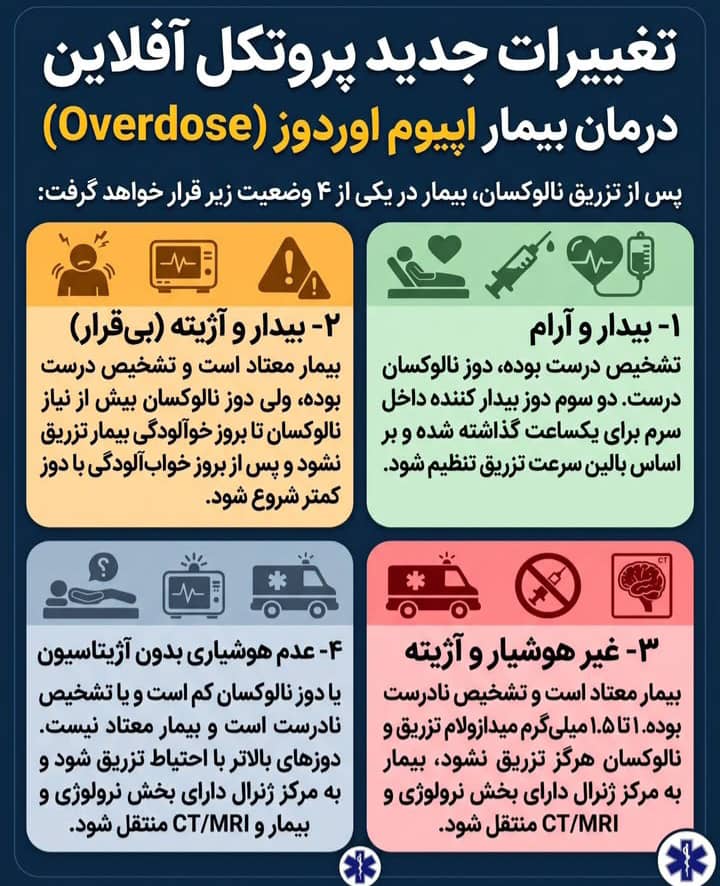 تغییرات جدید پروتکل آفلاین
درمان بیمار اپیوم اوردوز (Overdose)
پس از تزریق نالوکسان، بیمار در یکی از ۴ وضعیت زیر قرار خواهد گرفت:
۱- بیدار و آرام
تشخیص درست بوده، دوز نالوکسان
درست. دو سوم دوز بیدار کننده داخل
سرم برای یکساعت گذاشته شده و بر
اساس بالین سرعت تزریق تنظیم شود.
۲- بیدار و آژیته (بی‌قرار)
بیمار معتاد است و تشخیص درست
بوده، ولی دوز نالوکسان بیش از نیاز
نالوکسان تا بروز خوآلودگی بیمار تزریق
نشود و پس از بروز خواب‌آلودگی با دوز
کمتر شروع شود.
CT
۳- غیر هوشیار و آژیته
بیمار معتاد است و تشخیص نادرست
بوده. ۱ تا ۱.۵ میلی‌گرم میدازولام تزریق و
نالوکسان هرگز تزریق نشود، بیمار
به مرکز ژنرال دارای بخش نرولوژی و
CT/MRI منتقل شود.
؟
۴- عدم هوشیاری بدون آژیتاسیون
یا دوز نالوکسان کم است و یا تشخیص
نادرست است و بیمار معتاد نیست.
دوزهای بالاتر با احتیاط تزریق شود و
به مرکز ژنرال دارای بخش نرولوژی و
بیمار و CT/MRI منتقل شود.